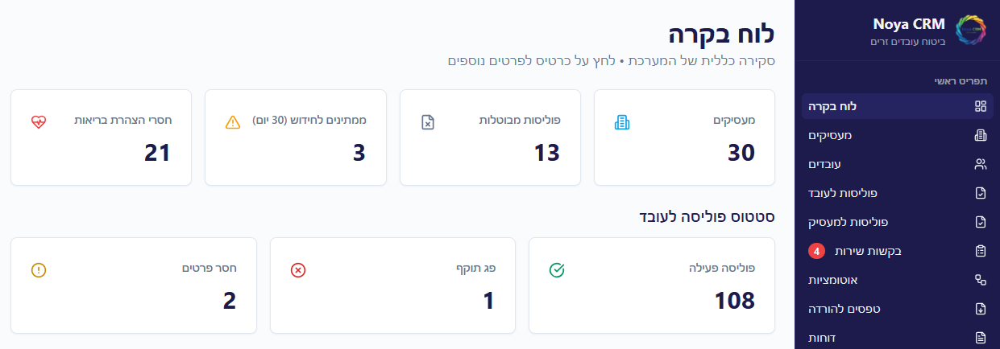 Noya CRM
ביטוח עובדים זרים
תפריט ראשי
לוח בקרה
מעסיקים
עובדים
פוליסות לעובד
פוליסות למעסיק
בקשות שירות 4
אוטומציות
טפסים להורדה
דוחות
לוח בקרה
סקירה כללית של המערכת • לחץ על כרטיס לפרטים נוספים
מעסיקים
30
פוליסות מבוטלות
13
ממתינים לחידוש (30 יום)
3
חסרי הצהרת בריאות
21
סטטוס פוליסה לעובד
פוליסה פעילה
108
פג תוקף
1
חסר פרטים
2